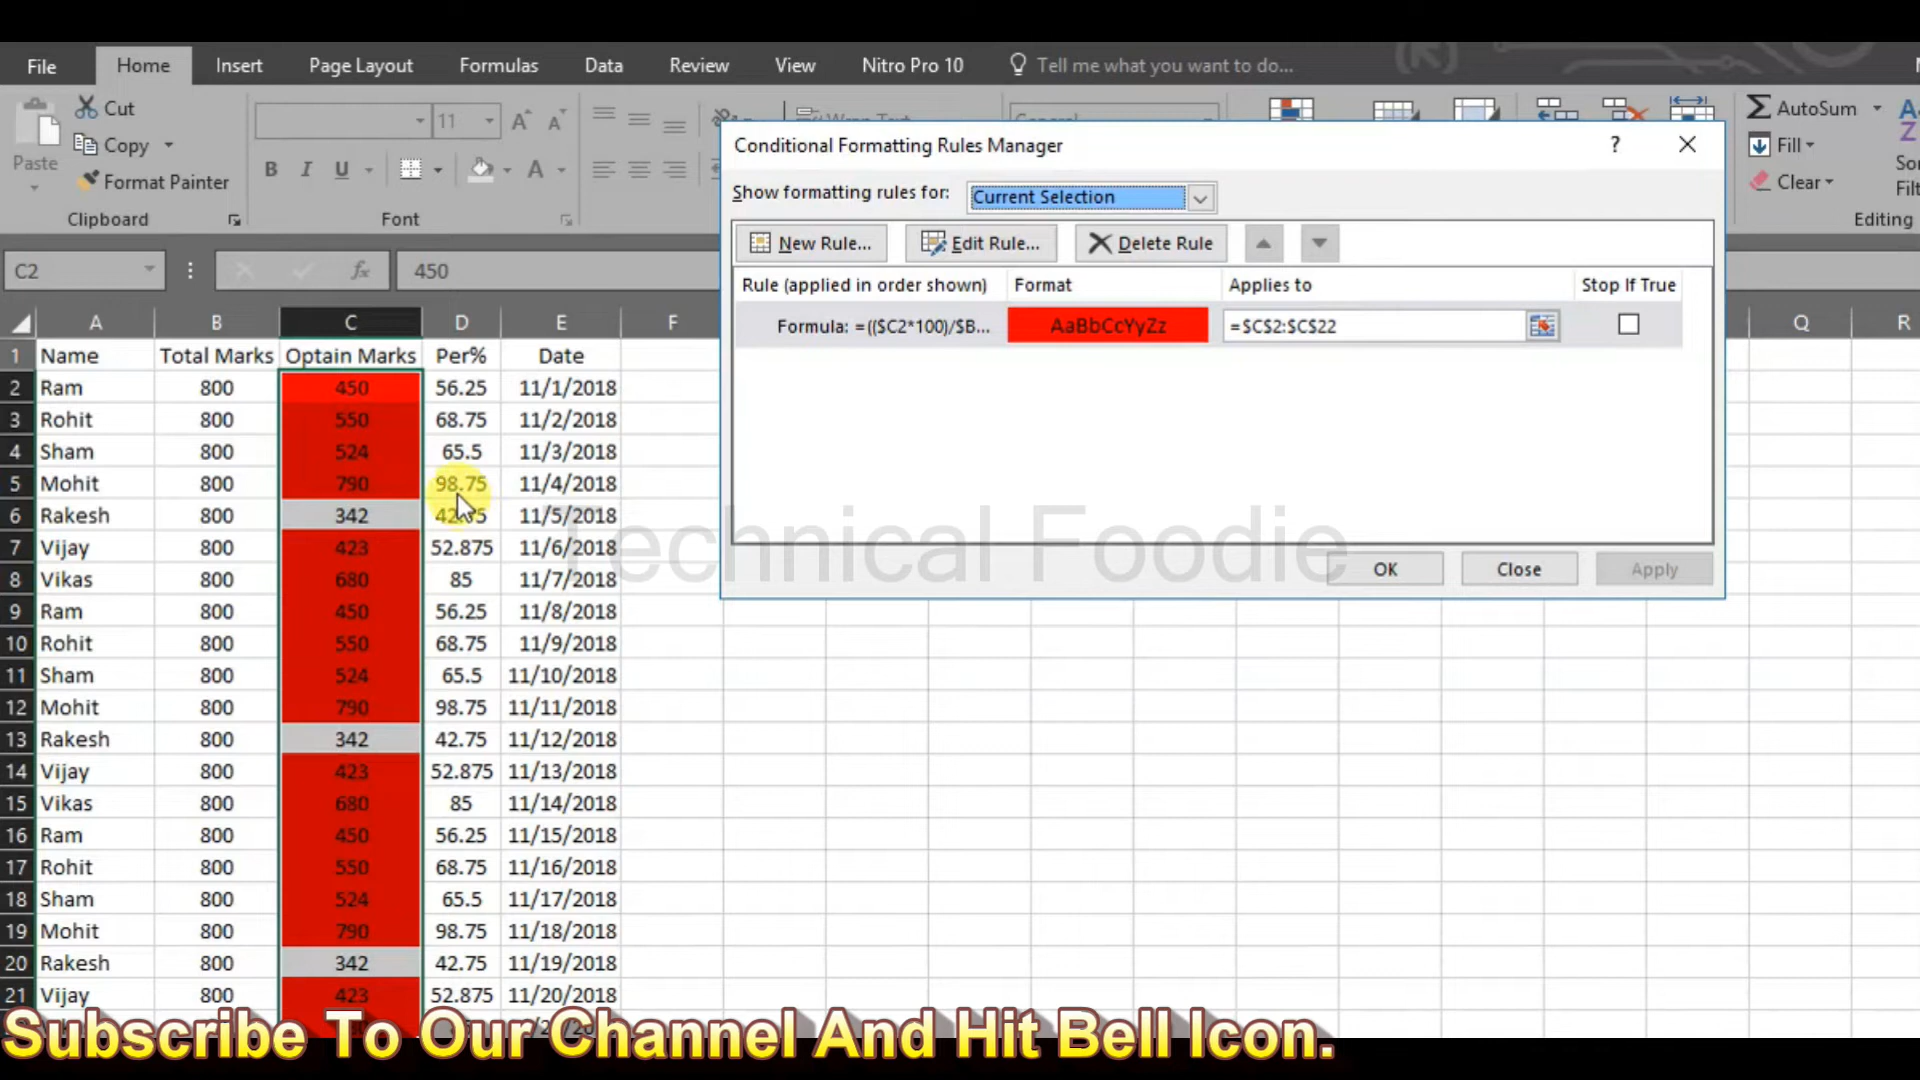 File Home Insert Page Layout Formulas Data Review View Nitro Pro 10 Tell me what you want to do...
Cut
Copy
Paste
Format Painter
11
AutoSum
Fill
Clear
Clipboard
Font
Editing
Conditional Formatting Rules Manager
Show formatting rules for: Current Selection
New Rule... Edit Rule... Delete Rule
Rule (applied in order shown) Format Applies to Stop If True
Formula: =(($C2*100)/$B... AaBbCcYyZz =$C$2:$C$22
OK Close Apply
C2 fx 450
A B C D E F Q R
1 Name Total Marks Optain Marks Per% Date
2 Ram 800 450 56.25 11/1/2018
3 Rohit 800 550 68.75 11/2/2018
4 Sham 800 524 65.5 11/3/2018
5 Mohit 800 790 98.75 11/4/2018
6 Rakesh 800 342 42.75 11/5/2018
7 Vijay 800 423 52.875 11/6/2018
8 Vikas 800 680 85 11/7/2018
9 Ram 800 450 56.25 11/8/2018
10 Rohit 800 550 68.75 11/9/2018
11 Sham 800 524 65.5 11/10/2018
12 Mohit 800 790 98.75 11/11/2018
13 Rakesh 800 342 42.75 11/12/2018
14 Vijay 800 423 52.875 11/13/2018
15 Vikas 800 680 85 11/14/2018
16 Ram 800 450 56.25 11/15/2018
17 Rohit 800 550 68.75 11/16/2018
18 Sham 800 524 65.5 11/17/2018
19 Mohit 800 790 98.75 11/18/2018
20 Rakesh 800 342 42.75 11/19/2018
21 Vijay 800 423 52.875 11/20/2018
Technical Foodie
Subscribe To Our Channel And Hit Bell Icon.